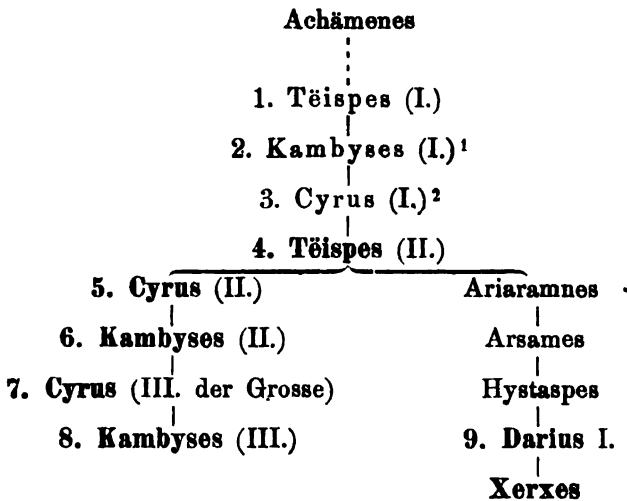 Achämenes
1. Tëispes (I.)
2. Kambyses (I.)¹
3. Cyrus (I.)²
4. Tëispes (II.)
5. Cyrus (II.) Ariaramnes
6. Kambyses (II.) Arsames
7. Cyrus (III. der Grosse) Hystaspes
8. Kambyses (III.) 9. Darius I.
Xerxes